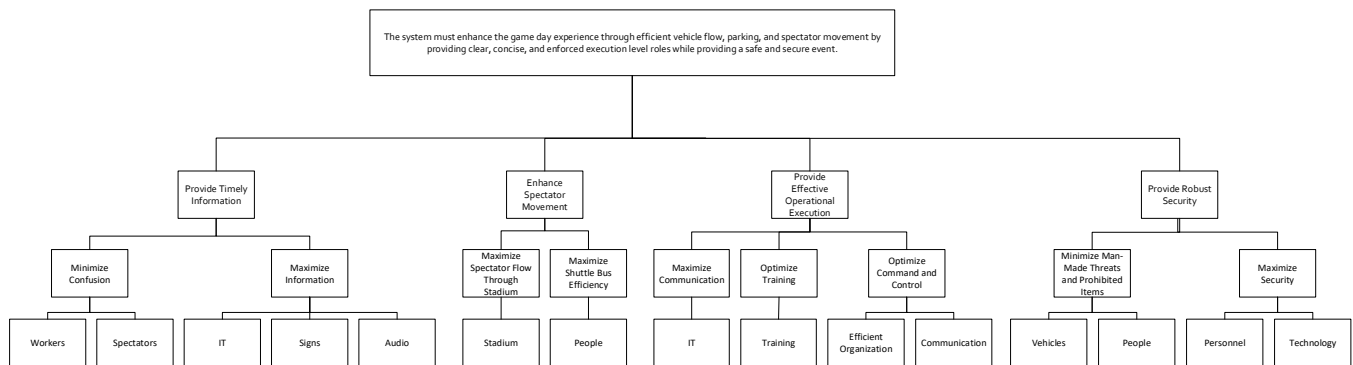 The system must enhance the game day experience through efficient vehicle flow, parking, and spectator movement by
providing clear, concise, and enforced execution level roles while providing a safe and secure event.
Provide Timely
Information
Enhance
Spectator
Movement
Provide
Effective
Operational
Execution
Provide Robust
Security
Minimize
Confusion
Maximize
Information
Maximize
Spectator Flow
Through
Stadium
Maximize
Shuttle Bus
Efficiency
Maximize
Communication
Optimize
Training
Optimize
Command and
Control
Minimize Man-
Made Threats
and Prohibited
Items
Maximize
Security
Workers
Spectators
IT
Signs
Audio
Stadium
People
IT
Training
Efficient
Organization
Communication
Vehicles
People
Personnel
Technology